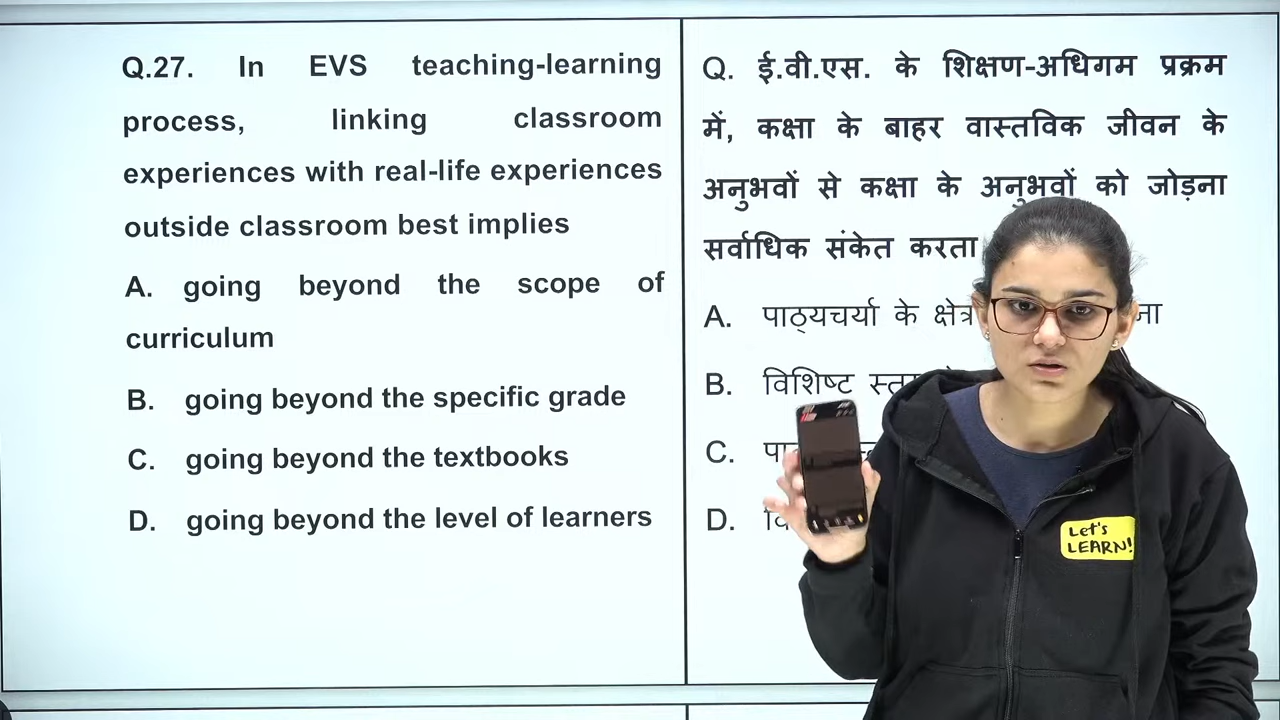 Q.27. In EVS teaching-learning
process, linking classroom
experiences with real-life experiences
outside classroom best implies
A. going beyond the scope of
curriculum
B. going beyond the specific grade
C. going beyond the textbooks
D. going beyond the level of learners
Q. ई.वी.एस. के शिक्षण-अधिगम प्रक्रम
में, कक्षा के बाहर वास्तविक जीवन के
अनुभवों से कक्षा के अनुभवों को जोड़ना
सर्वाधिक संकेत करता
A. पाठ्यचर्या के क्षेत्र
B. विशिष्ट
C.
D.
Let's
LEARN!